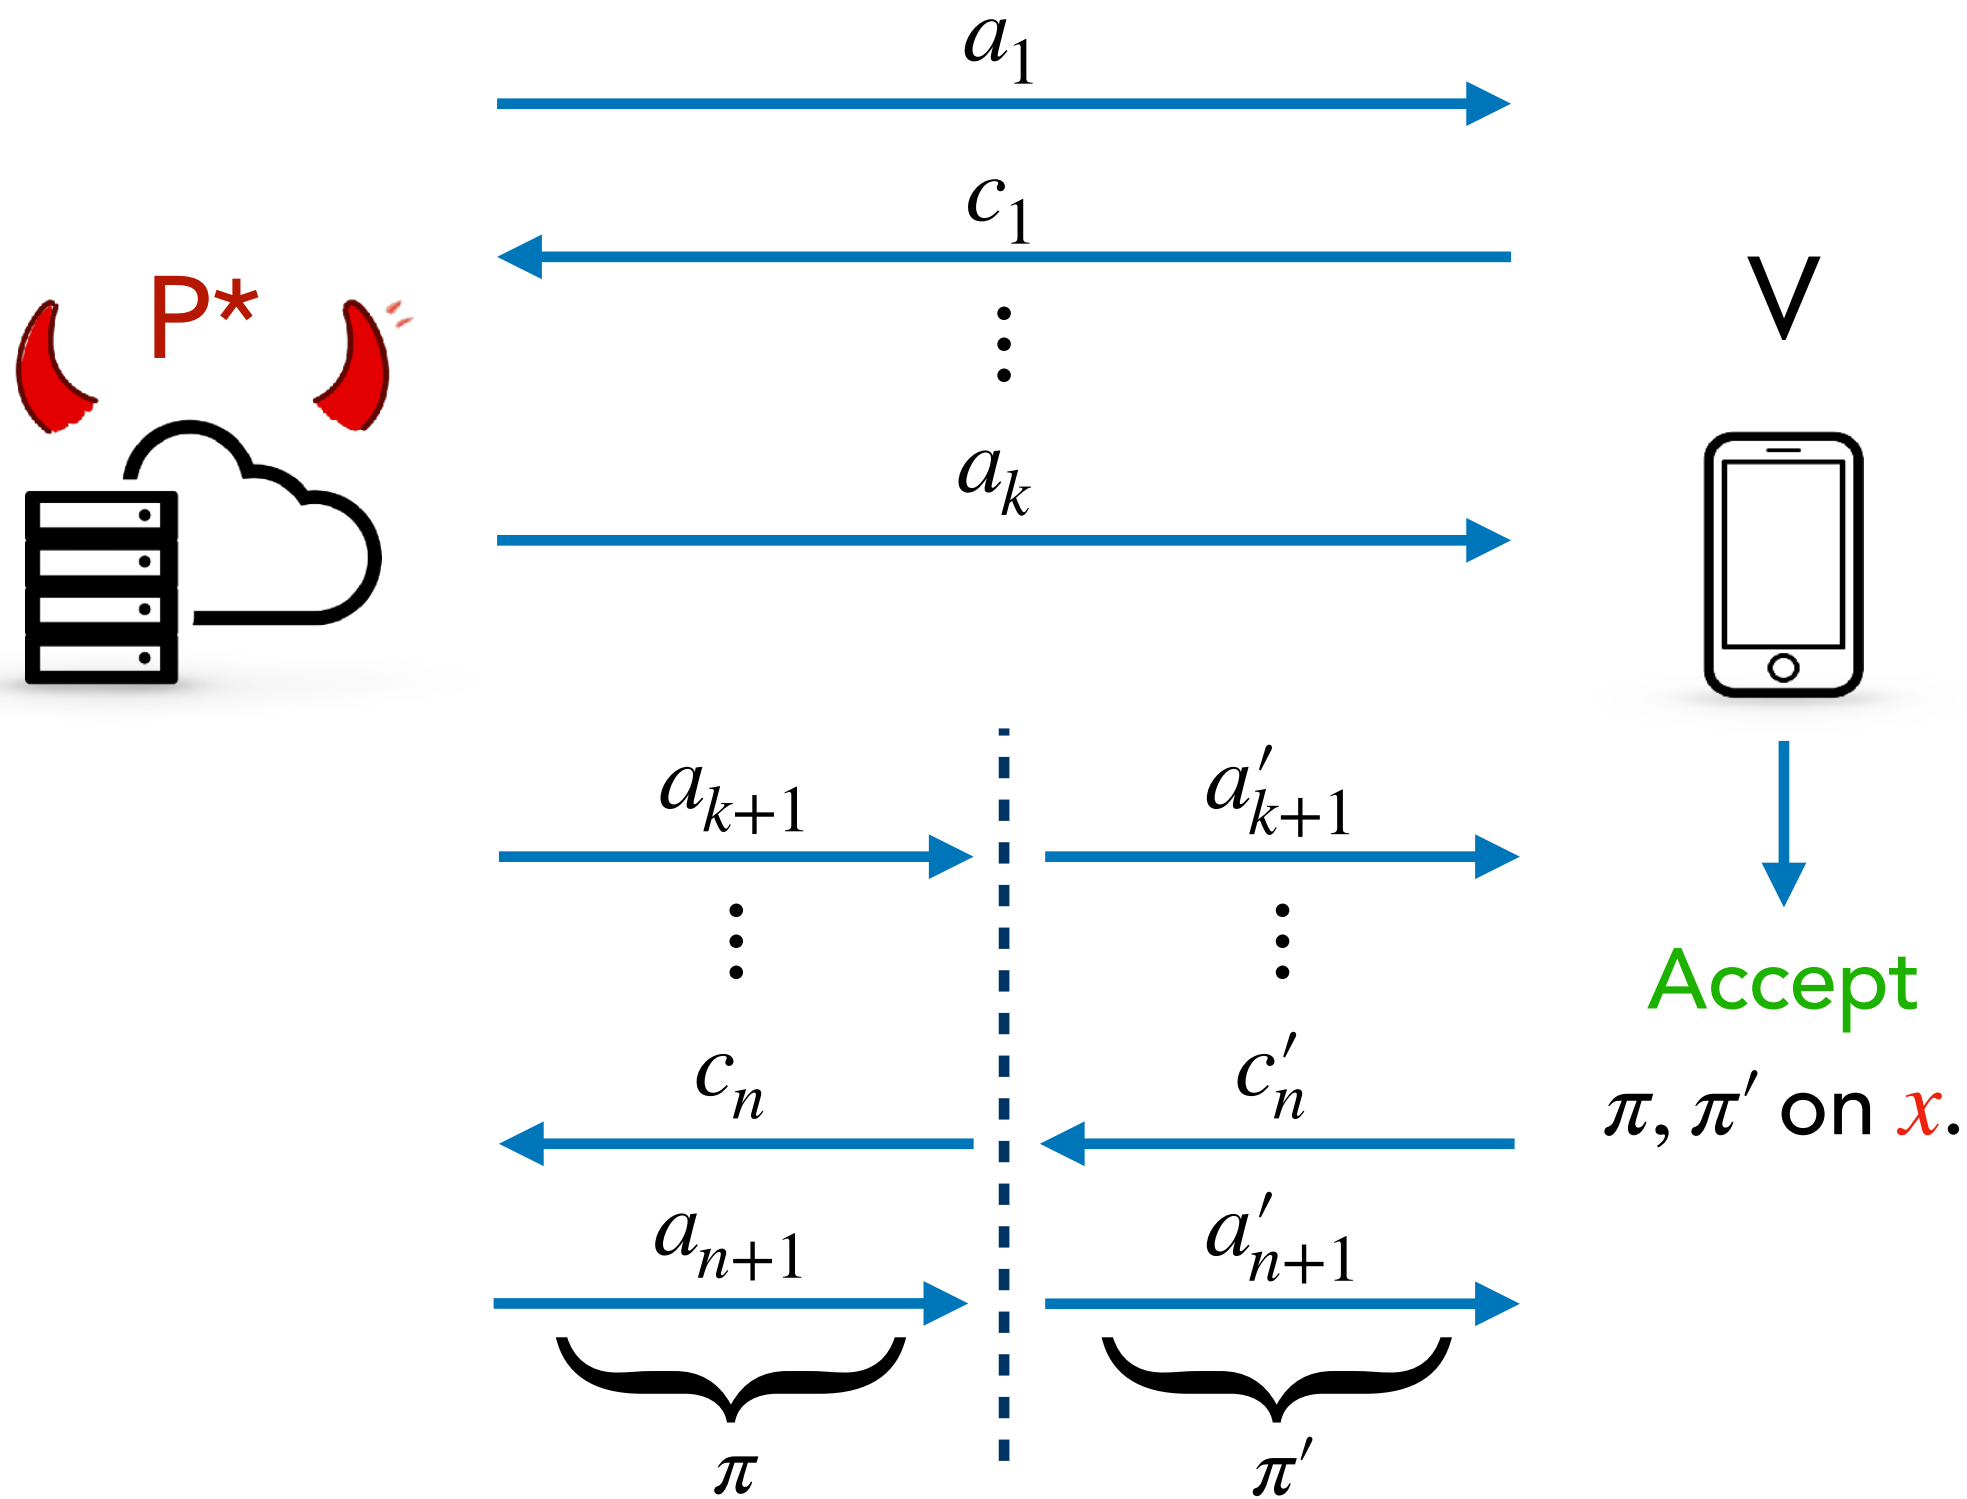 a₁
c₁
P*
V
⋮
aₖ
aₖ₊₁ a′ₖ₊₁
⋮ ⋮
Accept
cₙ c′ₙ
π, π′ on x.
aₙ₊₁ a′ₙ₊₁
π π′